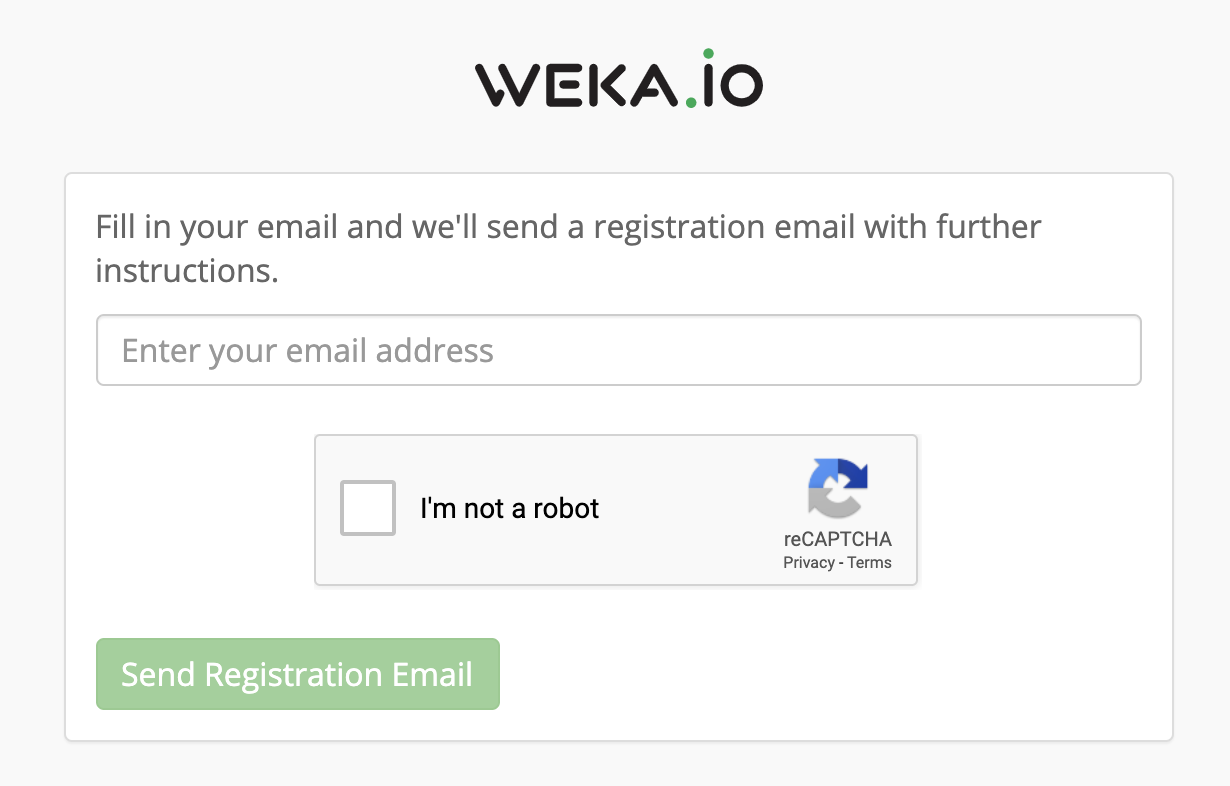 WEKA.iO
Fill in your email and we'll send a registration email with further
instructions.
Enter your email address
I'm not a robot
reCAPTCHA
Privacy - Terms
Send Registration Email